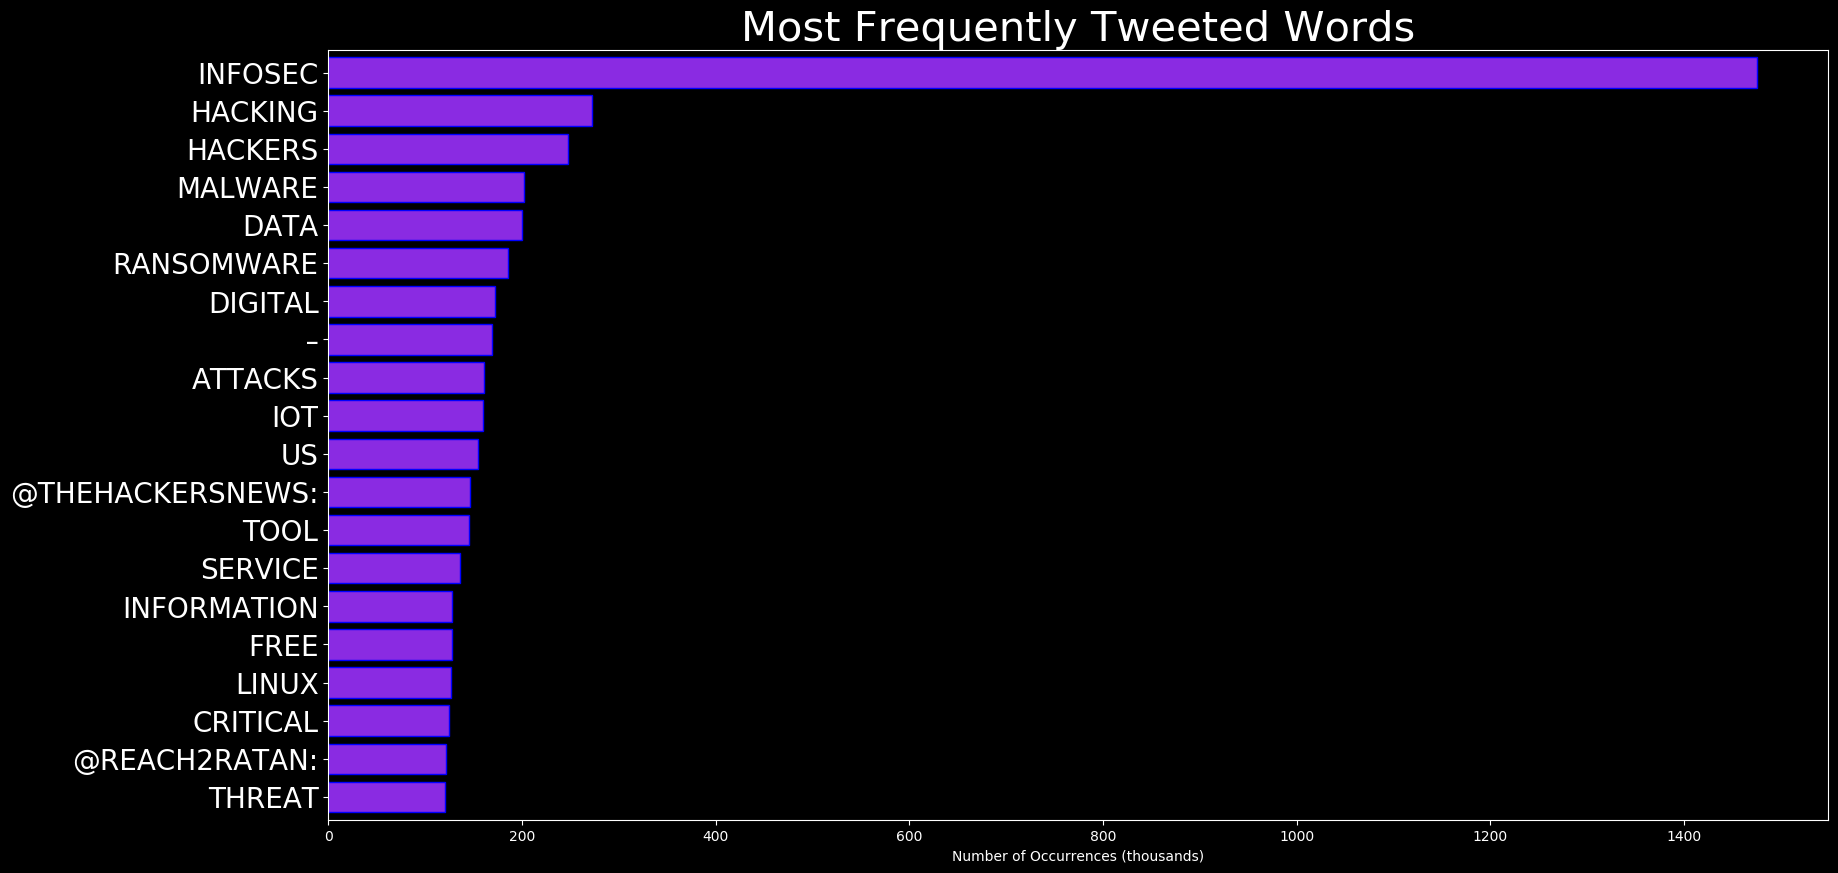 Most Frequently Tweeted Words
INFOSEC
HACKING
HACKERS
MALWARE
DATA
RANSOMWARE
DIGITAL
–
ATTACKS
IOT
US
@THEHACKERSNEWS:
TOOL
SERVICE
INFORMATION
FREE
LINUX
CRITICAL
@REACH2RATAN:
THREAT
0 200 400 600 800 1000 1200 1400
Number of Occurrences (thousands)